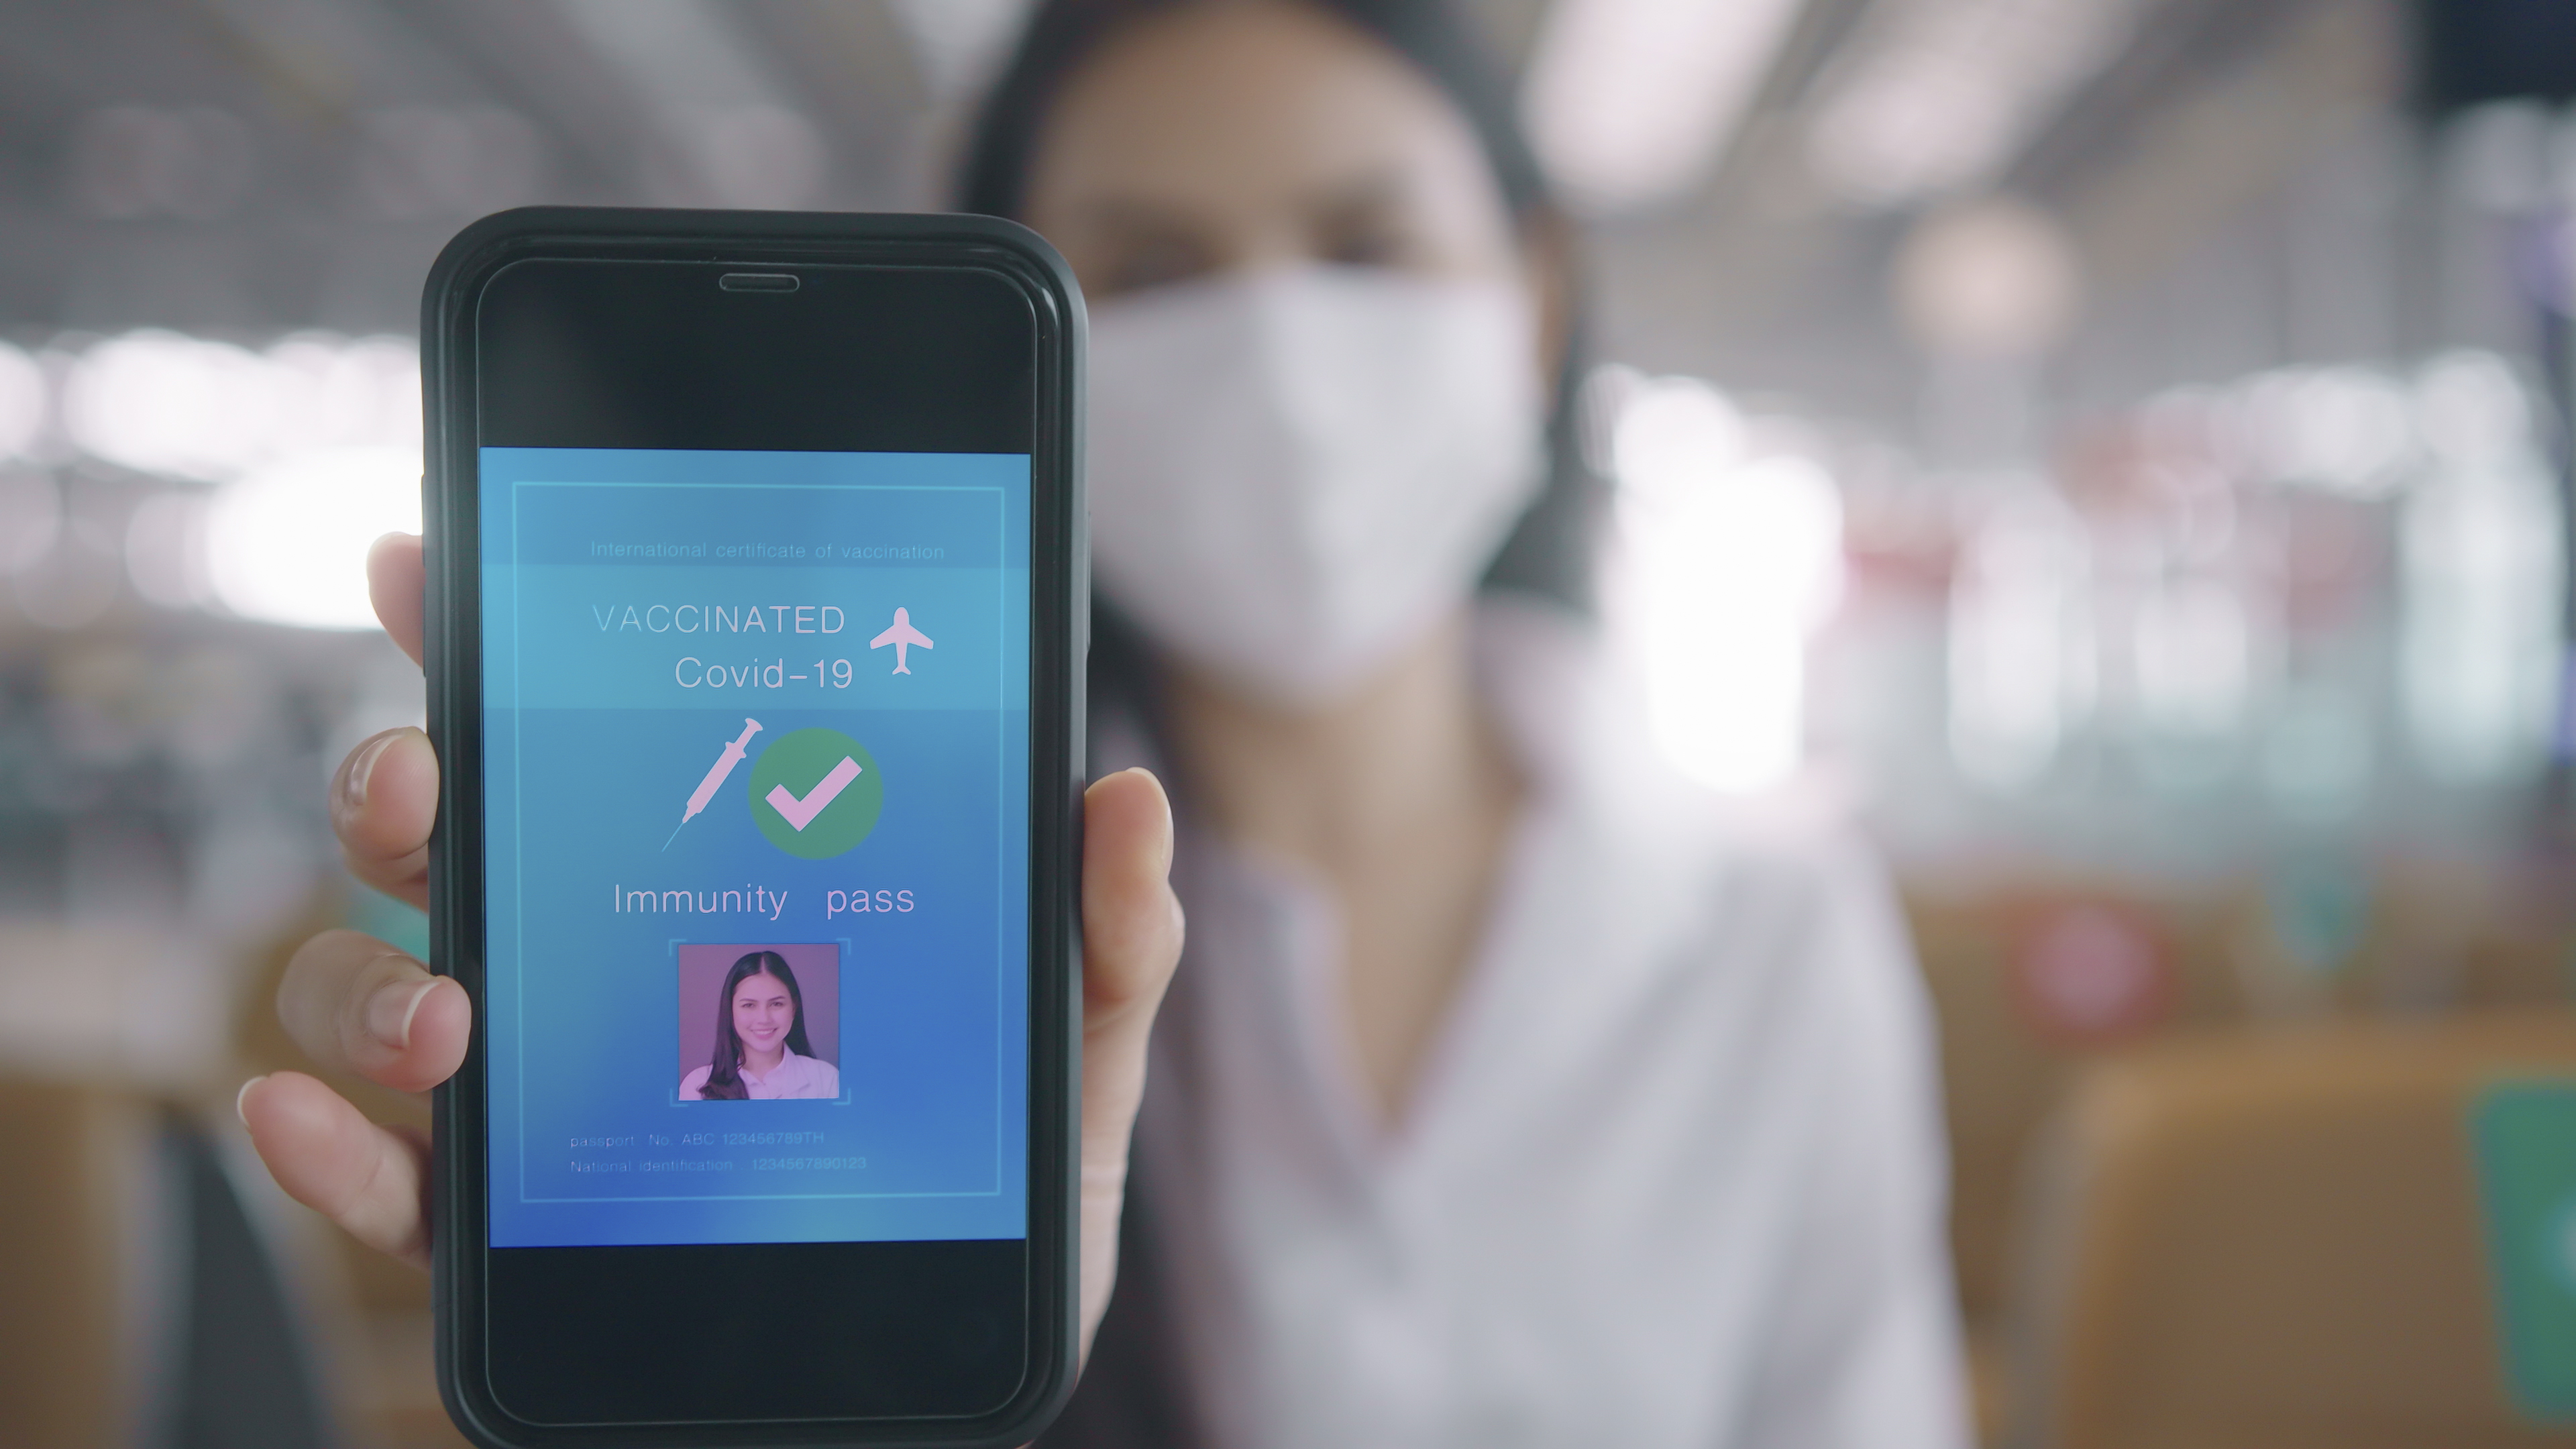 International certificate of vaccination
VACCINATED
Covid-19
Immunity pass
passport No. ABC 123456789TH
National identification 1234567890123